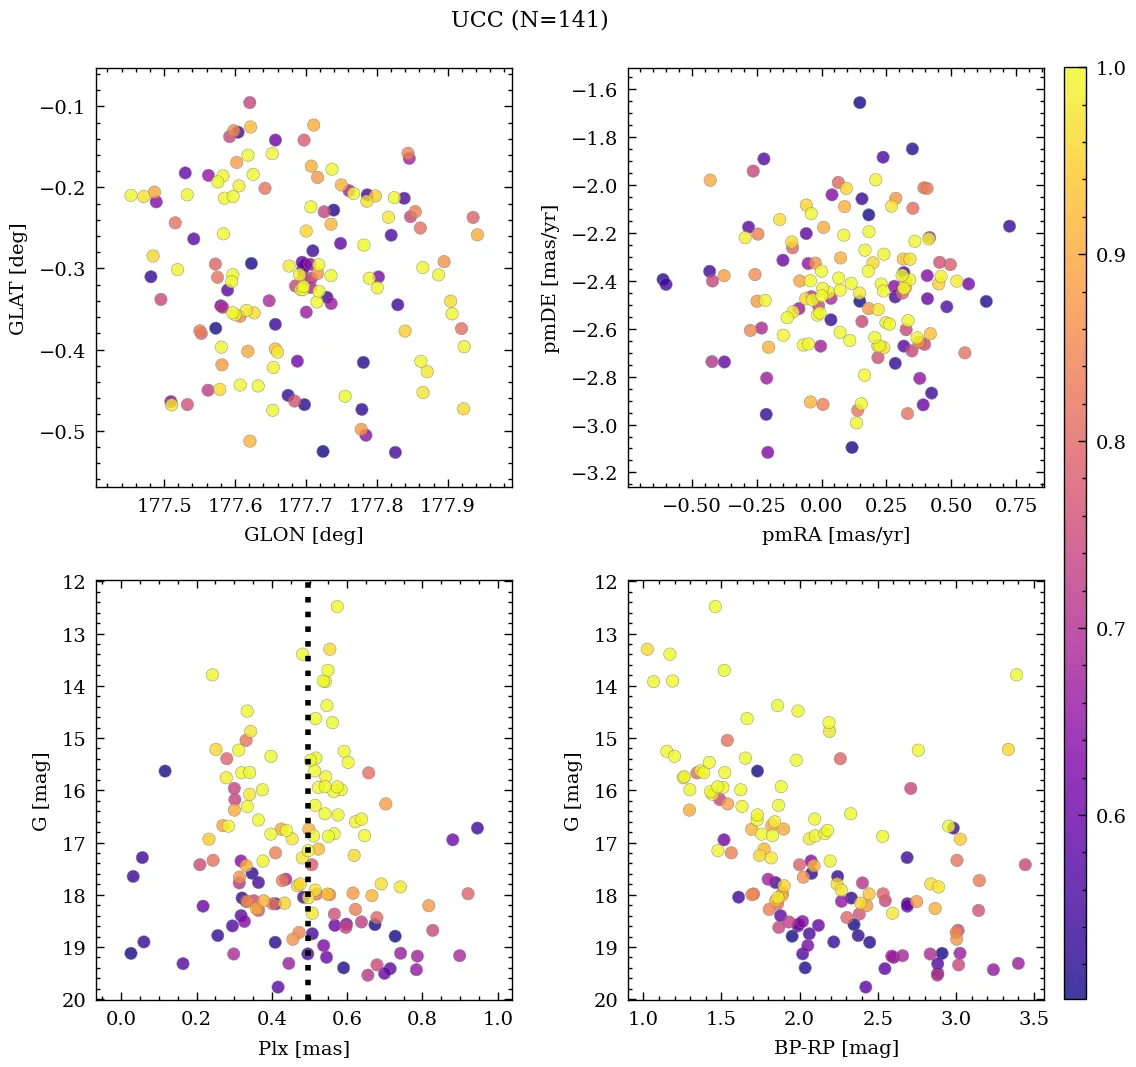 UCC (N=141)
−0.1
−0.2
−0.3
−0.4
−0.5
GLAT [deg]
177.5 177.6 177.7 177.8 177.9
GLON [deg]
−1.6
−1.8
−2.0
−2.2
−2.4
−2.6
−2.8
−3.0
−3.2
pmDE [mas/yr]
−0.50 −0.25 0.00 0.25 0.50 0.75
pmRA [mas/yr]
12
13
14
15
16
17
18
19
20
G [mag]
0.0 0.2 0.4 0.6 0.8 1.0
Plx [mas]
12
13
14
15
16
17
18
19
20
G [mag]
1.0 1.5 2.0 2.5 3.0 3.5
BP-RP [mag]
1.0
0.9
0.8
0.7
0.6